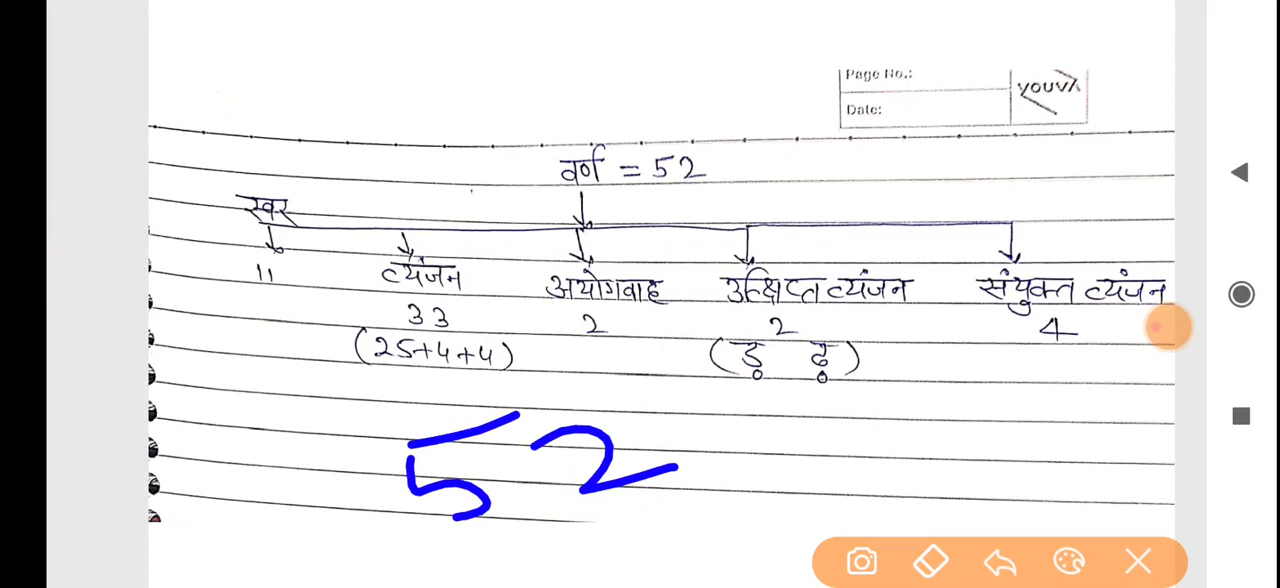 Page No.:
Date:
youva
वर्ण = 52
स्वर
11 व्यंजन अयोगवाह उत्क्षिप्त व्यंजन संयुक्त व्यंजन
33 2 2 4
(25+4+4) (ड़ ढ़)
52